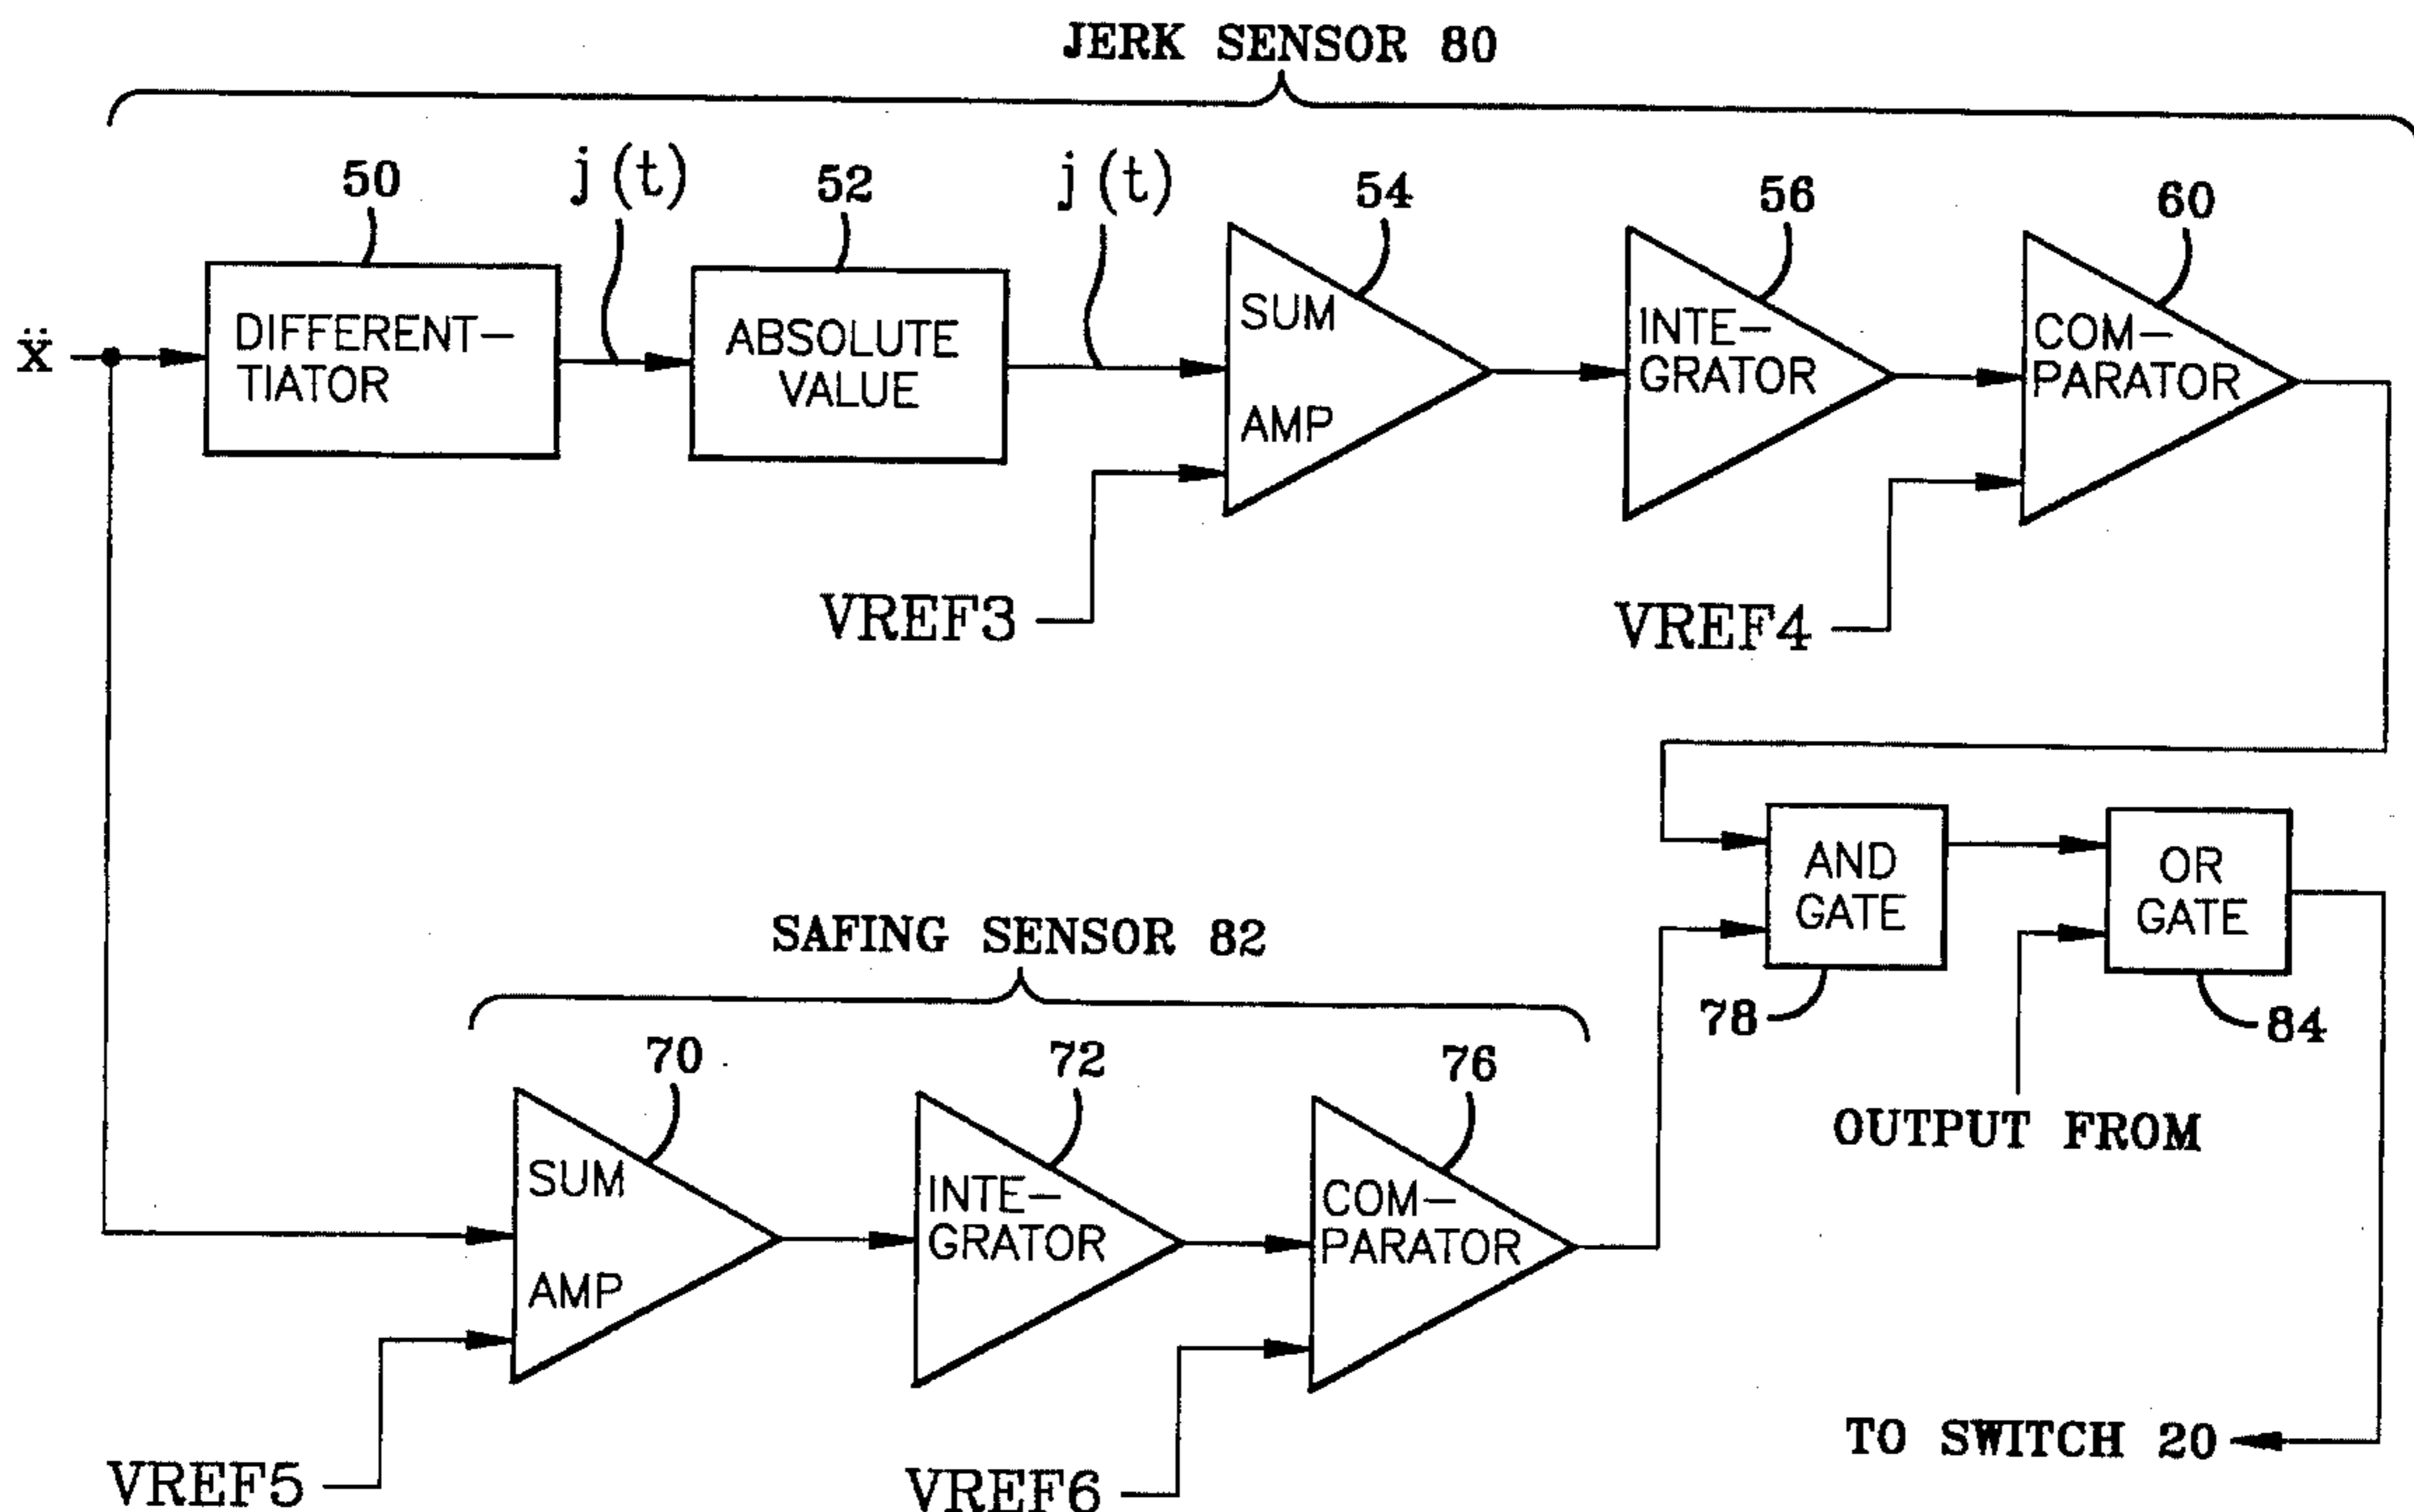 JERK SENSOR 80
50
j(t)
52
j(t)
54
56
60
ẍ
DIFFERENT-
TIATOR
ABSOLUTE
VALUE
SUM
AMP
INTE-
GRATOR
COM-
PARATOR
VREF3
VREF4
AND
GATE
OR
GATE
78
84
SAFING SENSOR 82
70
72
76
OUTPUT FROM
SUM
AMP
INTE-
GRATOR
COM-
PARATOR
TO SWITCH 20
VREF5
VREF6